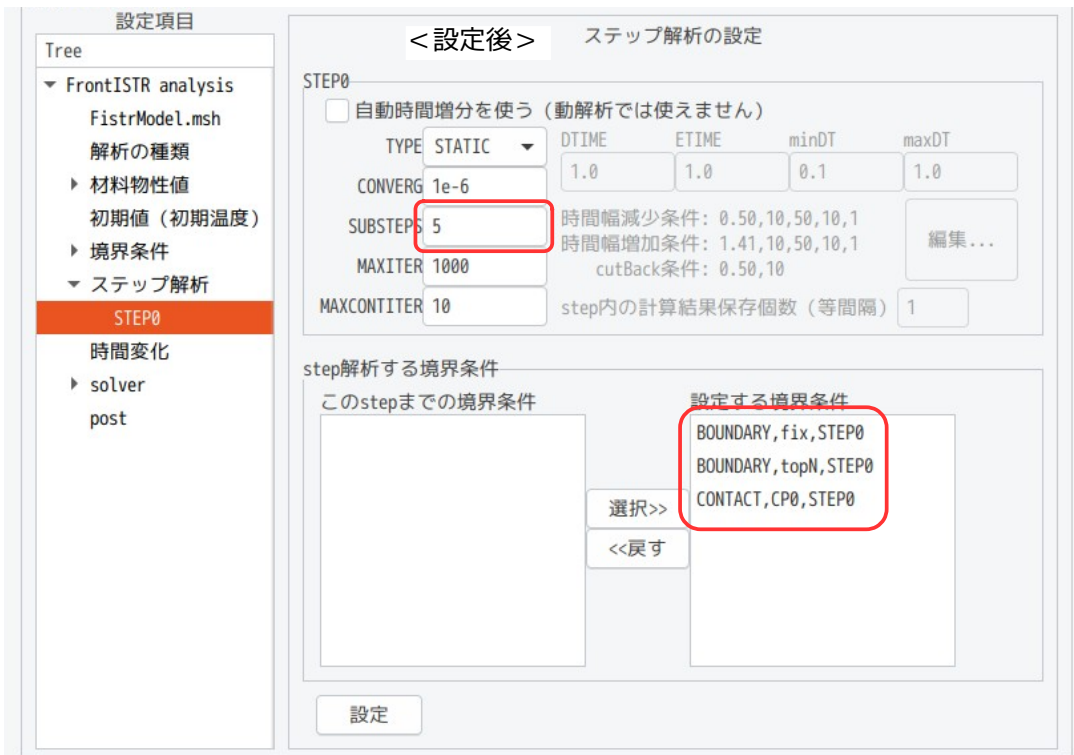 設定項目
Tree
FrontISTR analysis
FistrModel.msh
解析の種類
材料物性値
初期値（初期温度）
境界条件
ステップ解析
STEP0
時間変化
solver
post
＜設定後＞
ステップ解析の設定
STEP0
自動時間増分を使う（動解析では使えません）
TYPE STATIC
DTIME ETIME minDT maxDT
1.0 1.0 0.1 1.0
CONVERG 1e-6
SUBSTEPS 5
時間幅減少条件: 0.50,10,50,10,1
時間幅増加条件: 1.41,10,50,10,1
cutBack条件: 0.50,10
編集...
MAXITER 1000
MAXCONTITER 10
step内の計算結果保存個数（等間隔） 1
step解析する境界条件
このstepまでの境界条件
設定する境界条件
BOUNDARY,fix,STEP0
BOUNDARY,topN,STEP0
CONTACT,CP0,STEP0
選択>>
<<戻す
設定